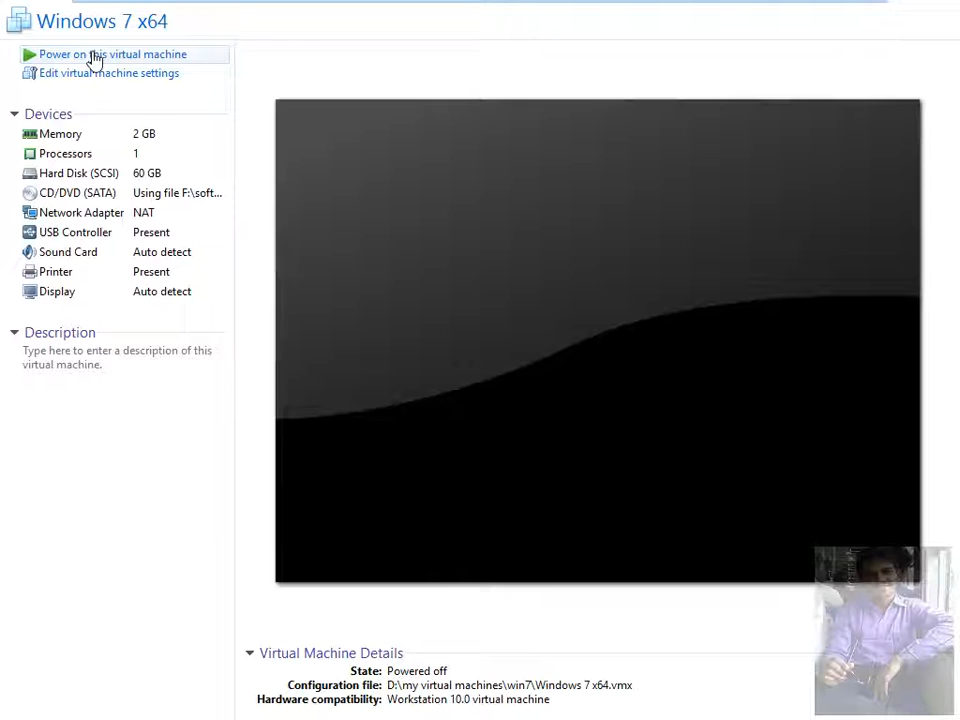 Windows 7 x64
Power on this virtual machine
Edit virtual machine settings
Devices
Memory 2 GB
Processors 1
Hard Disk (SCSI) 60 GB
CD/DVD (SATA) Using file F:\soft...
Network Adapter NAT
USB Controller Present
Sound Card Auto detect
Printer Present
Display Auto detect
Description
Type here to enter a description of this
virtual machine.
Virtual Machine Details
State: Powered off
Configuration file: D:\my virtual machines\win7\Windows 7 x64.vmx
Hardware compatibility: Workstation 10.0 virtual machine